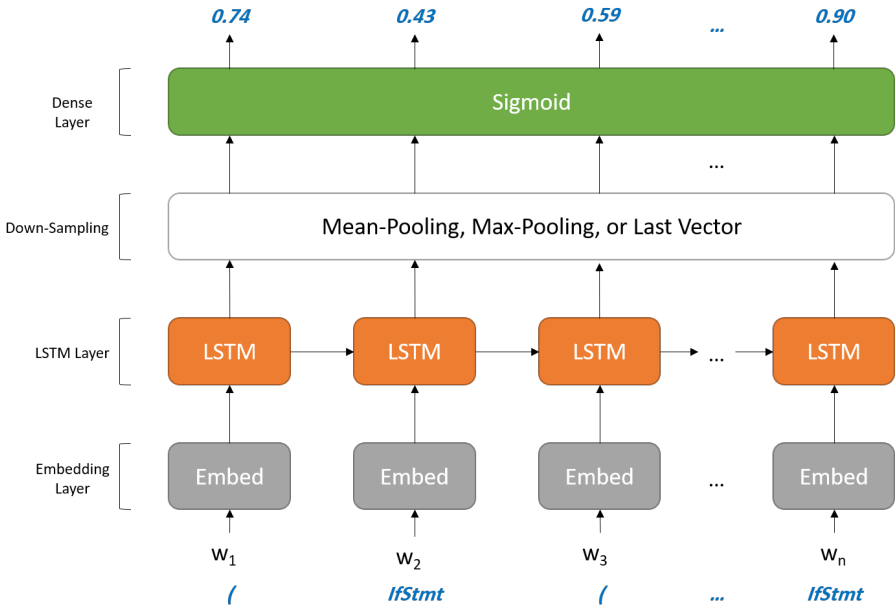 0.74 0.43 0.59 ... 0.90
Dense Layer
Sigmoid
...
Down-Sampling
Mean-Pooling, Max-Pooling, or Last Vector
LSTM Layer
LSTM LSTM LSTM ... LSTM
Embedding Layer
Embed Embed Embed ... Embed
w1 w2 w3 wn
( IfStmt ( ... IfStmt